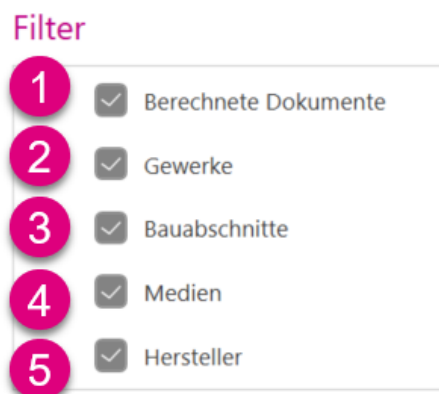 Filter
1 Berechnete Dokumente
2 Gewerke
3 Bauabschnitte
4 Medien
5 Hersteller